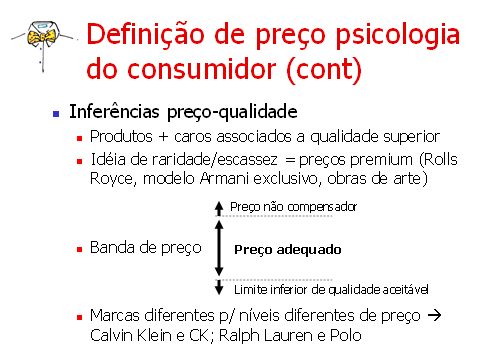 Definição de preço psicologia
do consumidor (cont)
Inferências preço-qualidade
Produtos + caros associados a qualidade superior
Idéia de raridade/escassez = preços premium (Rolls
Royce, modelo Armani exclusivo, obras de arte)
Preço não compensador
Banda de preço
Preço adequado
Limite inferior de qualidade aceitável
Marcas diferentes p/ níveis diferentes de preço →
Calvin Klein e CK; Ralph Lauren e Polo